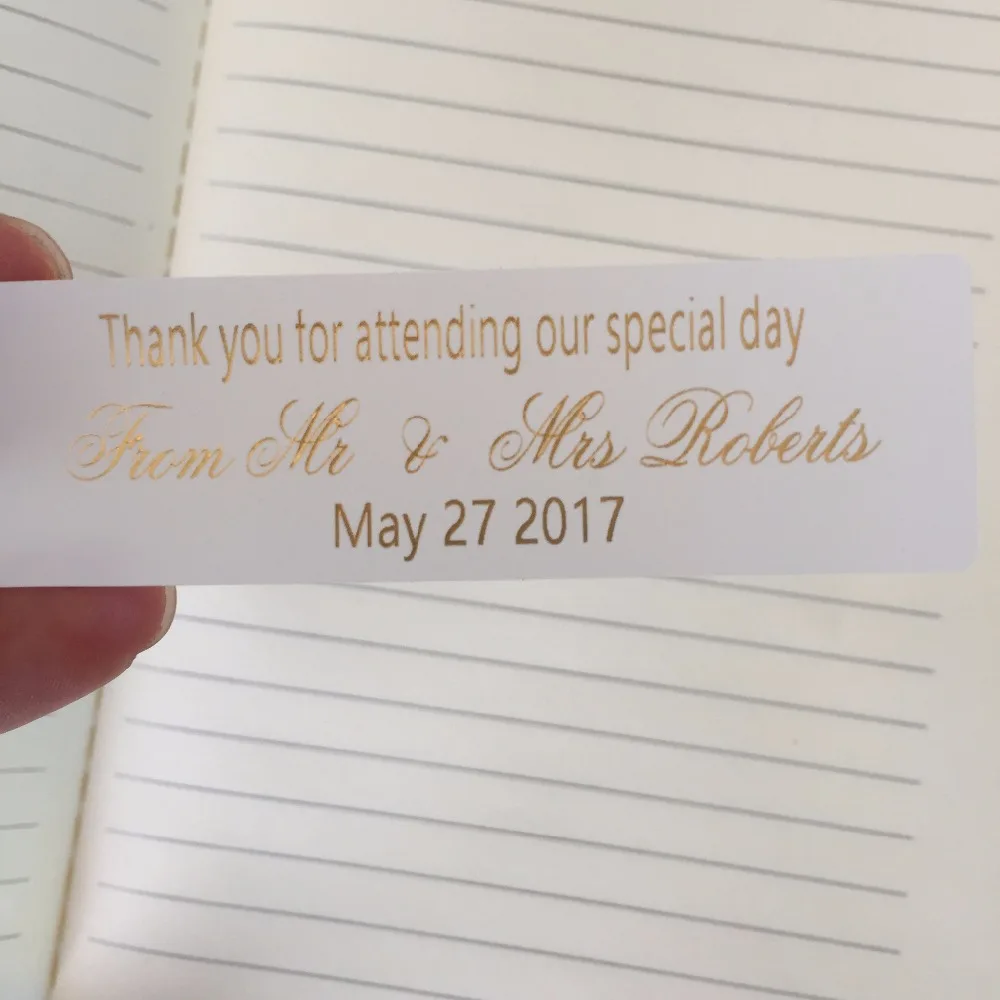 Thank you for attending our special day
From Mr & Mrs Roberts
May 27 2017